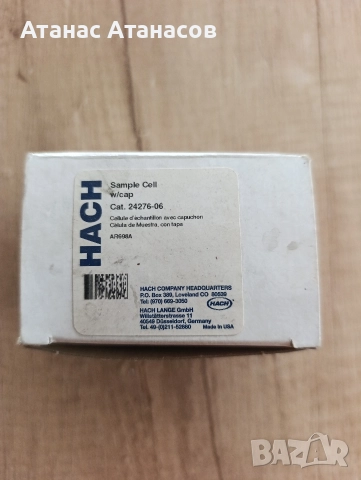 Атанас Атанасов
HACH
Sample Cell
w/cap
Cat. 24276-06
Cellule d'échantillon avec capuchon
Célula de Muestra, con tapa
AR698A
HACH COMPANY HEADQUARTERS
P.O. Box 389, Loveland CO 80539
Tel: (970) 669-3050
HACH
HACH LANGE GmbH
Willstätterstrasse 11
40549 Düsseldorf, Germany
Tel. 49-(0)211-52880
Made in USA
bazar